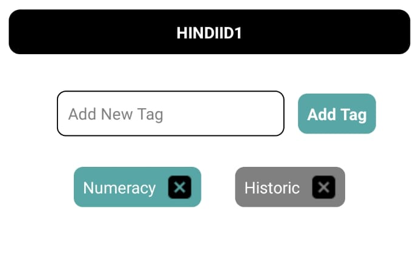 HINDIID1
Add New Tag
Add Tag
Numeracy
Historic